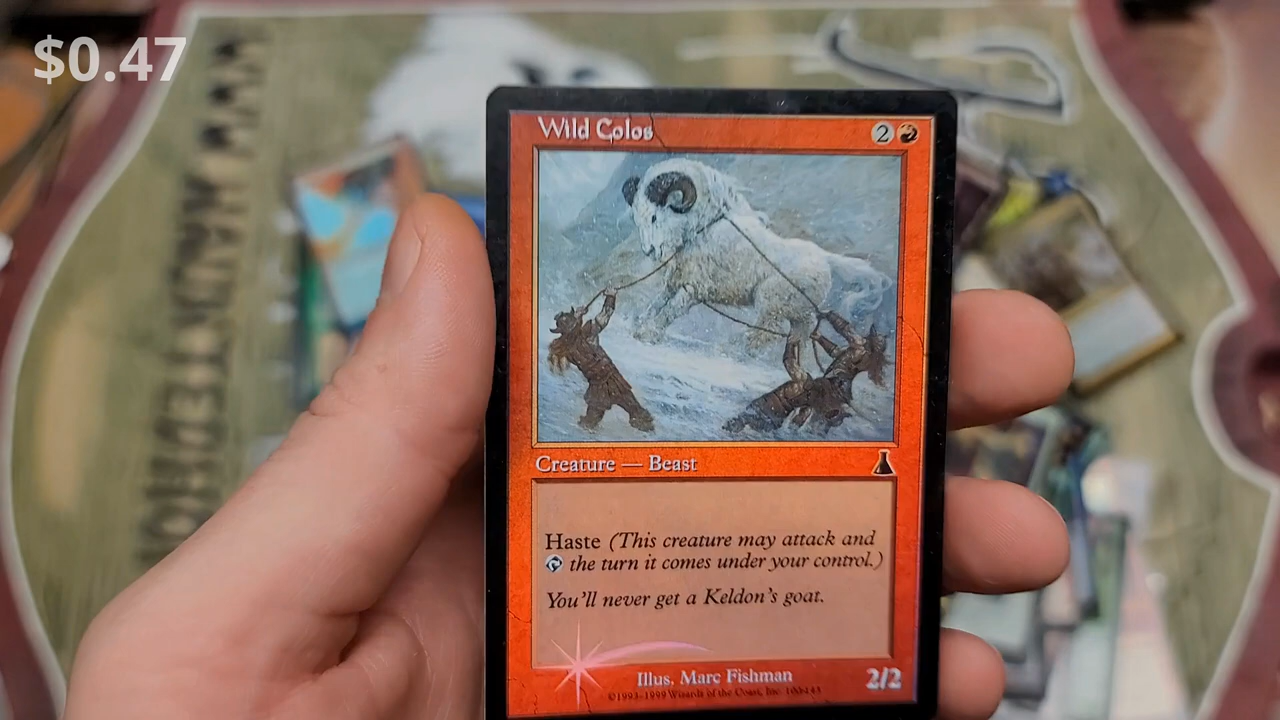 $0.47
Wild Colos
2
Creature — Beast
Haste (This creature may attack and
the turn it comes under your control.)
You'll never get a Keldon's goat.
Illus. Marc Fishman
2/2
©1993-1999 Wizards of the Coast, Inc. 100/143